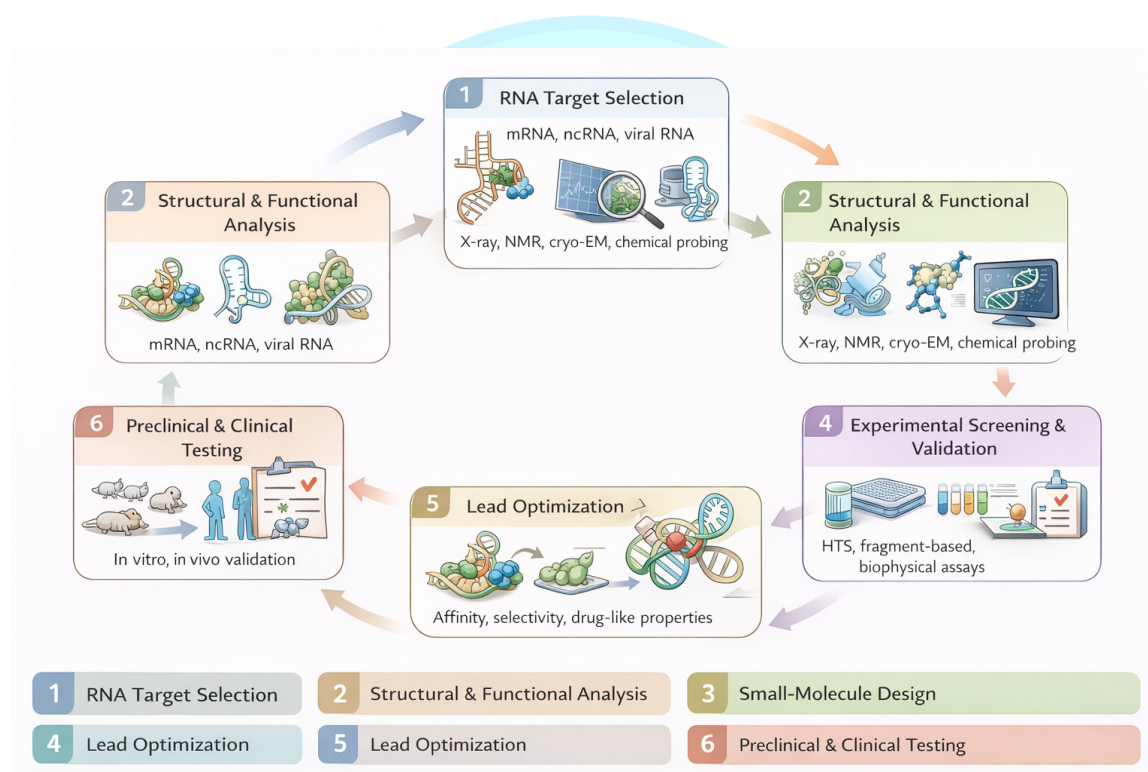 1 RNA Target Selection
mRNA, ncRNA, viral RNA
X-ray, NMR, cryo-EM, chemical probing
2 Structural & Functional
Analysis
mRNA, ncRNA, viral RNA
2 Structural & Functional
Analysis
X-ray, NMR, cryo-EM, chemical probing
6 Preclinical & Clinical
Testing
In vitro, in vivo validation
5 Lead Optimization
Affinity, selectivity, drug-like properties
4 Experimental Screening &
Validation
HTS, fragment-based,
biophysical assays
1 RNA Target Selection
2 Structural & Functional Analysis
3 Small-Molecule Design
4 Lead Optimization
5 Lead Optimization
6 Preclinical & Clinical Testing